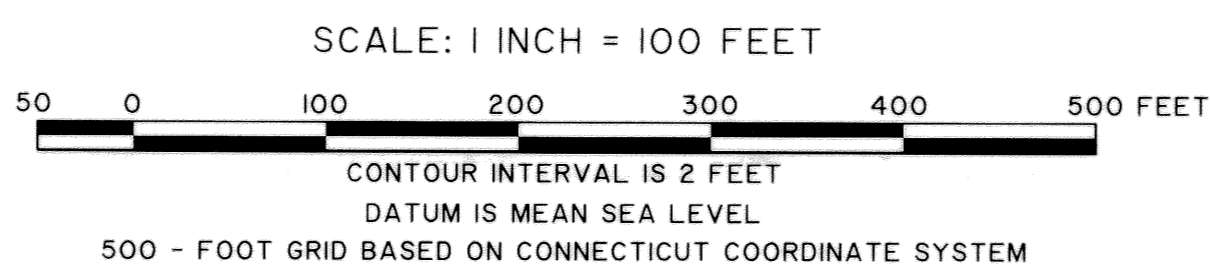 SCALE: 1 INCH = 100 FEET
50 0 100 200 300 400 500 FEET
CONTOUR INTERVAL IS 2 FEET
DATUM IS MEAN SEA LEVEL
500 - FOOT GRID BASED ON CONNECTICUT COORDINATE SYSTEM